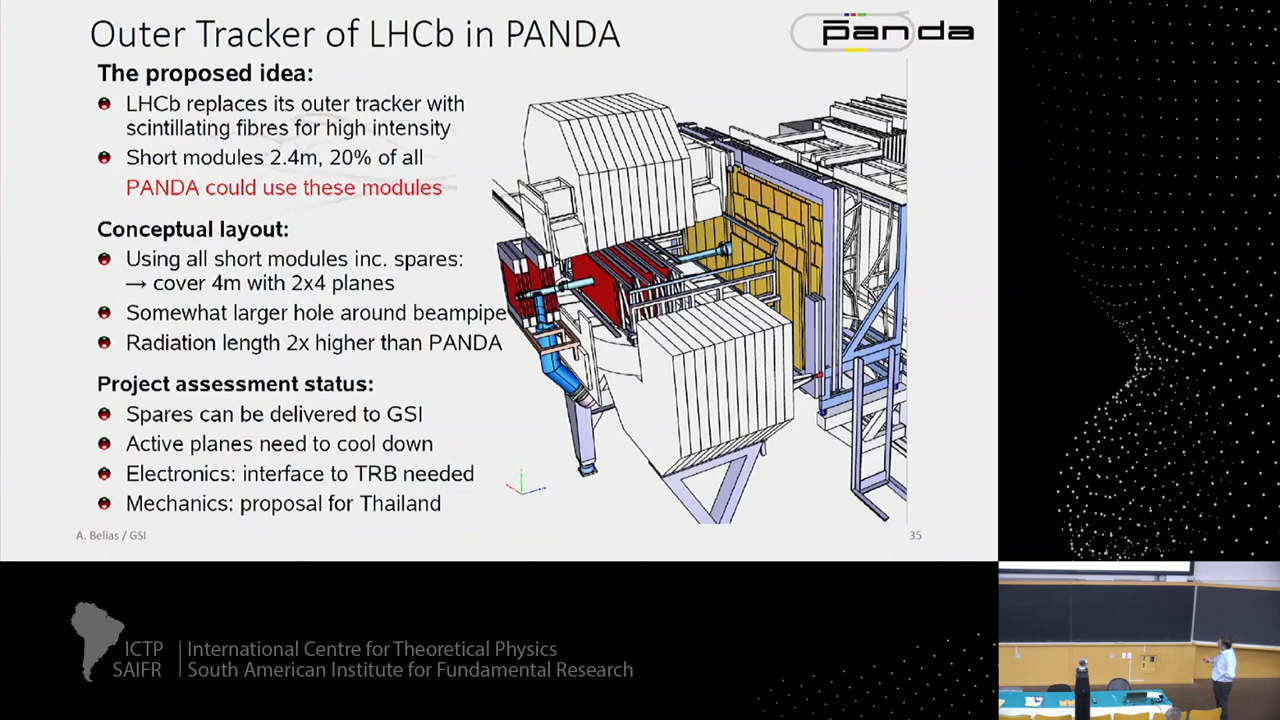 Outer Tracker of LHCb in PANDA
panda
The proposed idea:
LHCb replaces its outer tracker with
scintillating fibres for high intensity
Short modules 2.4m, 20% of all
PANDA could use these modules
Conceptual layout:
Using all short modules inc. spares:
→ cover 4m with 2x4 planes
Somewhat larger hole around beampipe
Radiation length 2x higher than PANDA
Project assessment status:
Spares can be delivered to GSI
Active planes need to cool down
Electronics: interface to TRB needed
Mechanics: proposal for Thailand
A. Belias / GSI
35
ICTP
SAIFR
International Centre for Theoretical Physics
South American Institute for Fundamental Research